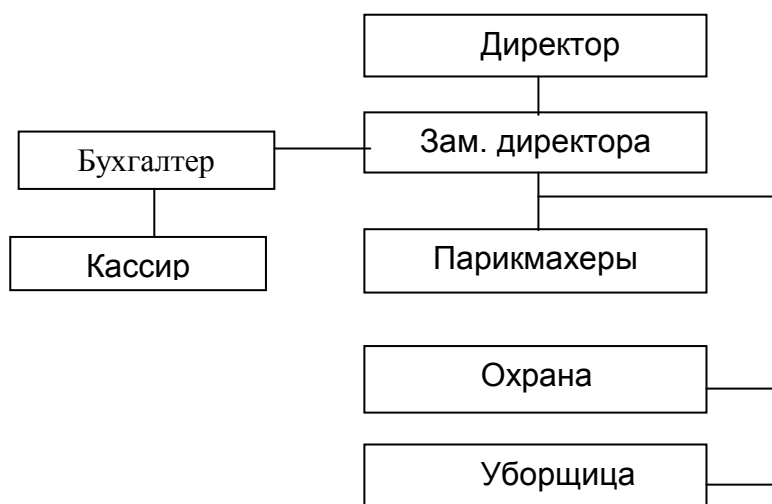 Директор
Зам. директора
Бухгалтер
Кассир
Парикмахеры
Охрана
Уборщица